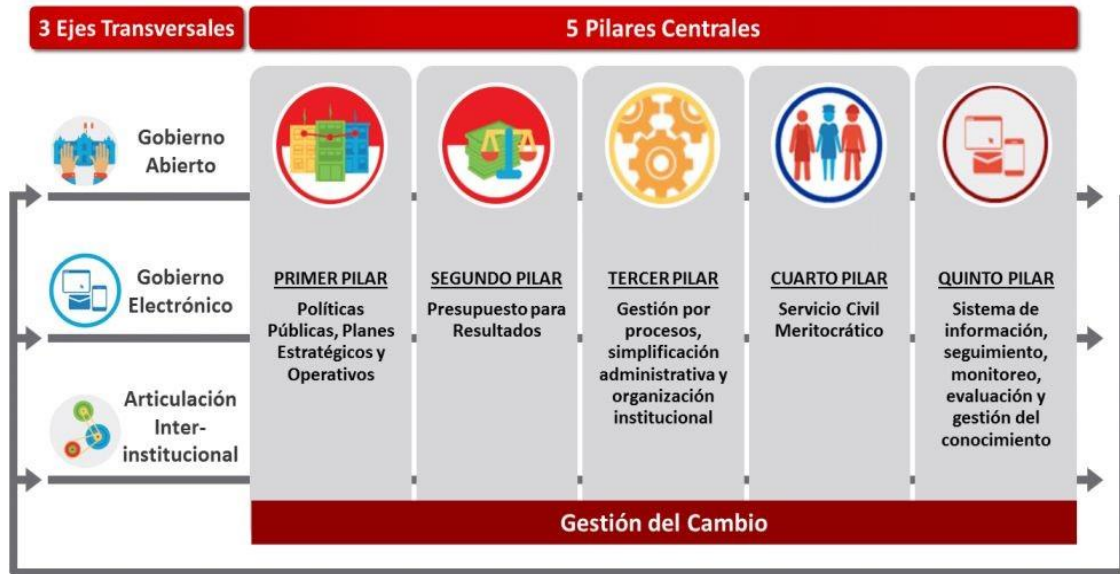 3 Ejes Transversales
5 Pilares Centrales
Gobierno
Abierto
Gobierno
Electrónico
Articulación
Inter-
institucional
PRIMER PILAR
Políticas
Públicas, Planes
Estratégicos y
Operativos
SEGUNDO PILAR
Presupuesto para
Resultados
TERCER PILAR
Gestión por
procesos,
simplificación
administrativa y
organización
institucional
CUARTO PILAR
Servicio Civil
Meritocrático
QUINTO PILAR
Sistema de
información,
seguimiento,
monitoreo,
evaluación y
gestión del
conocimiento
Gestión del Cambio